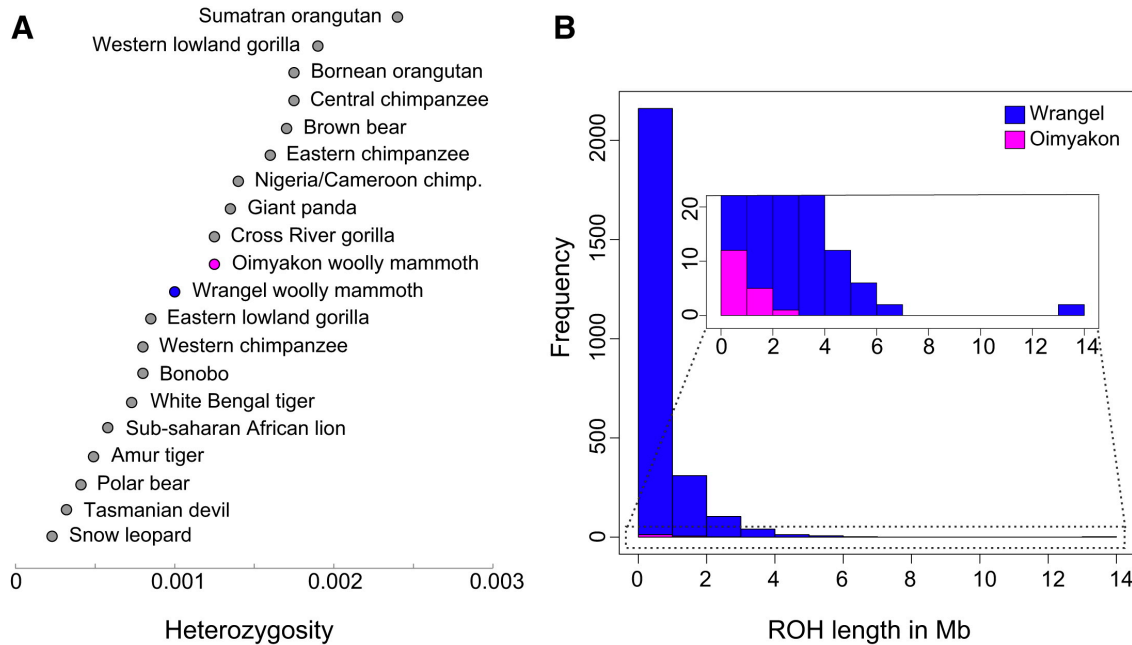 A
Sumatran orangutan
Western lowland gorilla
Bornean orangutan
Central chimpanzee
Brown bear
Eastern chimpanzee
Nigeria/Cameroon chimp.
Giant panda
Cross River gorilla
Oimyakon woolly mammoth
Wrangel woolly mammoth
Eastern lowland gorilla
Western chimpanzee
Bonobo
White Bengal tiger
Sub-saharan African lion
Amur tiger
Polar bear
Tasmanian devil
Snow leopard
0 0.001 0.002 0.003
Heterozygosity
B
Wrangel
Oimyakon
Frequency
2000
1500
1000
500
0
20
10
0
0 2 4 6 8 10 12 14
0 2 4 6 8 10 12 14
ROH length in Mb